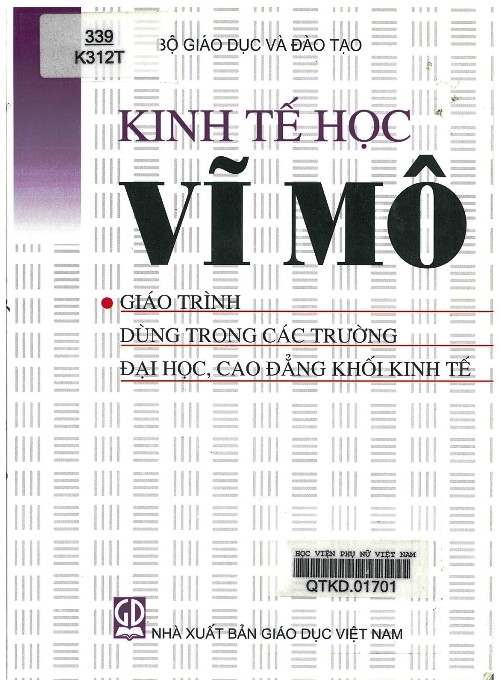 339
K312T
BỘ GIÁO DỤC VÀ ĐÀO TẠO
KINH TẾ HỌC
VĨ MÔ
GIÁO TRÌNH
DÙNG TRONG CÁC TRƯỜNG
ĐẠI HỌC, CAO ĐẲNG KHỐI KINH TẾ
HỌC VIỆN PHỤ NỮ VIỆT NAM
QTKD.01701
GD
NHÀ XUẤT BẢN GIÁO DỤC VIỆT NAM